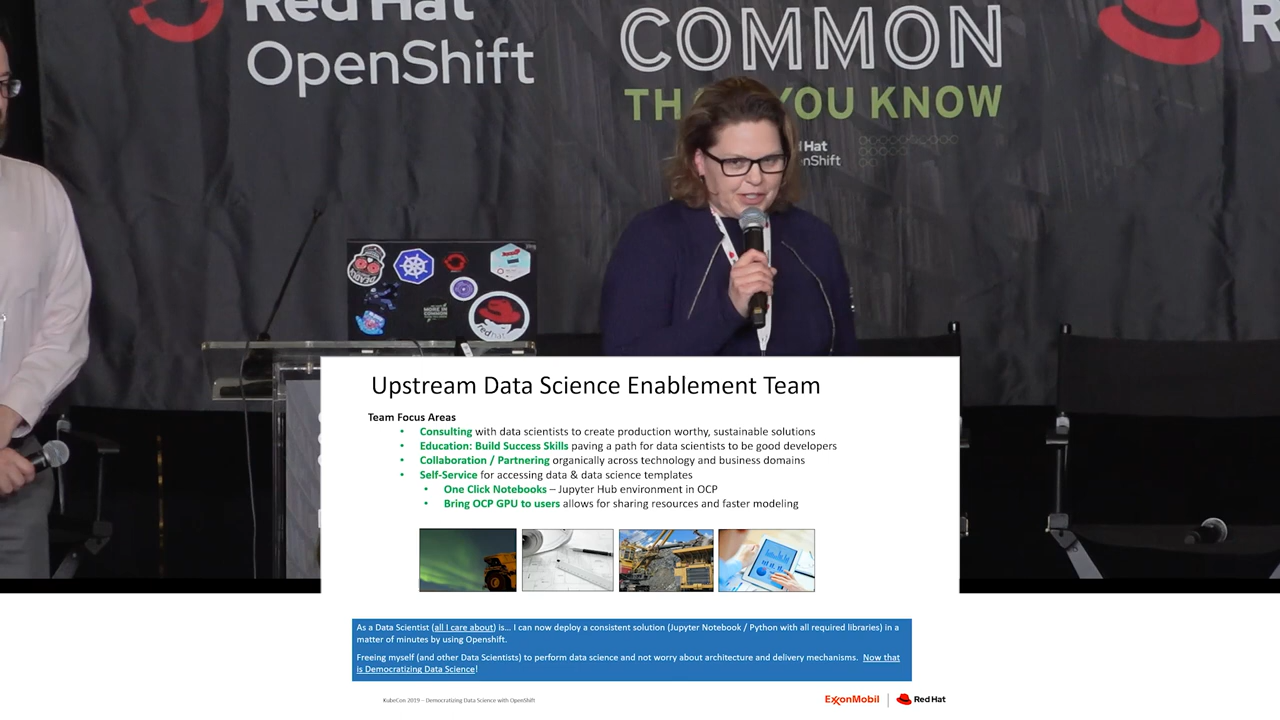 Red Hat
OpenShift
COMMON
YOU KNOW
Hat
nShift
R
red hat
Upstream Data Science Enablement Team
Team Focus Areas
• Consulting with data scientists to create production worthy, sustainable solutions
• Education: Build Success Skills paving a path for data scientists to be good developers
• Collaboration / Partnering organically across technology and business domains
• Self-Service for accessing data & data science templates
• One Click Notebooks – Jupyter Hub environment in OCP
• Bring OCP GPU to users allows for sharing resources and faster modeling
As a Data Scientist (all I care about) is... I can now deploy a consistent solution (Jupyter Notebook / Python with all required libraries) in a
matter of minutes by using Openshift.
Freeing myself (and other Data Scientists) to perform data science and not worry about architecture and delivery mechanisms. Now that
is Democratizing Data Science!
KubeCon 2019 – Democratizing Data Science with OpenShift
ExxonMobil | Red Hat